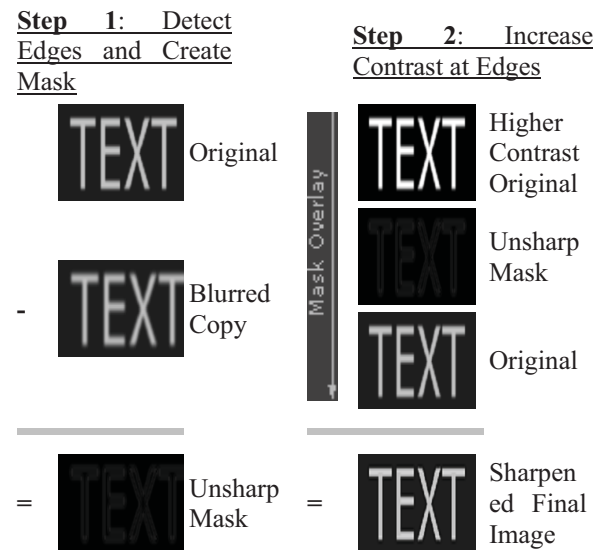 Step 1: Detect
Edges and Create
Mask
TEXT
Original
-
TEXT
Blurred
Copy
=
TEXT
Unsharp
Mask
Step 2: Increase
Contrast at Edges
Mask Overlay
TEXT
Higher
Contrast
Original
TEXT
Unsharp
Mask
TEXT
Original
=
TEXT
Sharpen
ed Final
Image